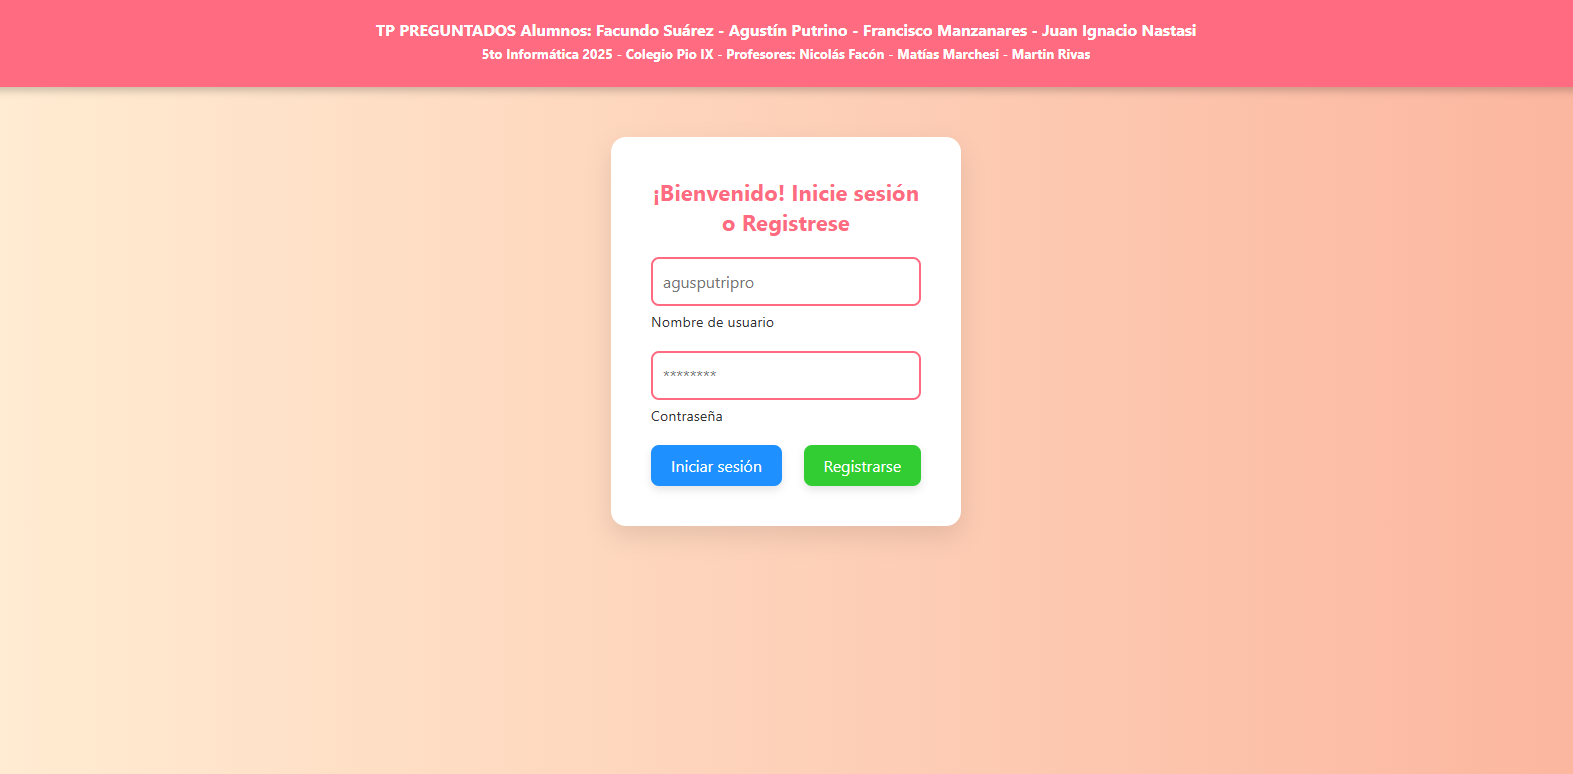 TP PREGUNTADOS Alumnos: Facundo Suárez - Agustín Putrino - Francisco Manzanares - Juan Ignacio Nastasi
5to Informática 2025 - Colegio Pio IX - Profesores: Nicolás Facón - Matías Marchesi - Martin Rivas
¡Bienvenido! Inicie sesión
o Registrese
agusputripro
Nombre de usuario
********
Contraseña
Iniciar sesión
Registrarse